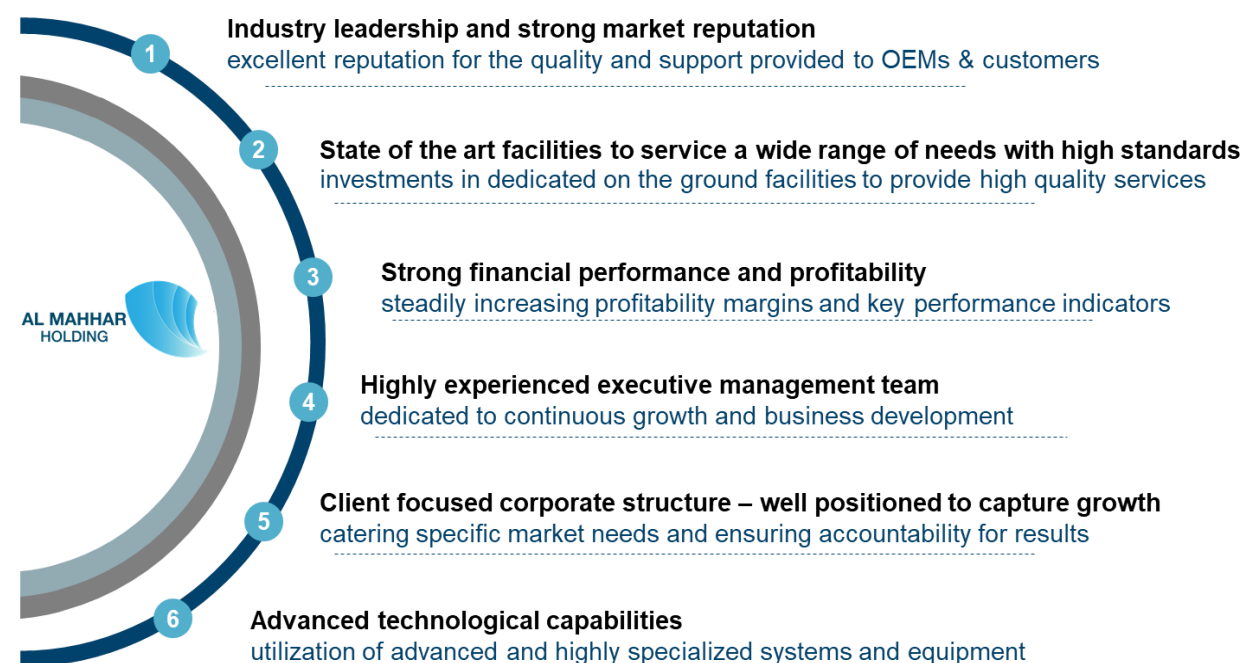 1
Industry leadership and strong market reputation
excellent reputation for the quality and support provided to OEMs & customers
2
State of the art facilities to service a wide range of needs with high standards
investments in dedicated on the ground facilities to provide high quality services
3
Strong financial performance and profitability
steadily increasing profitability margins and key performance indicators
AL MAHHAR
HOLDING
4
Highly experienced executive management team
dedicated to continuous growth and business development
5
Client focused corporate structure – well positioned to capture growth
catering specific market needs and ensuring accountability for results
6
Advanced technological capabilities
utilization of advanced and highly specialized systems and equipment